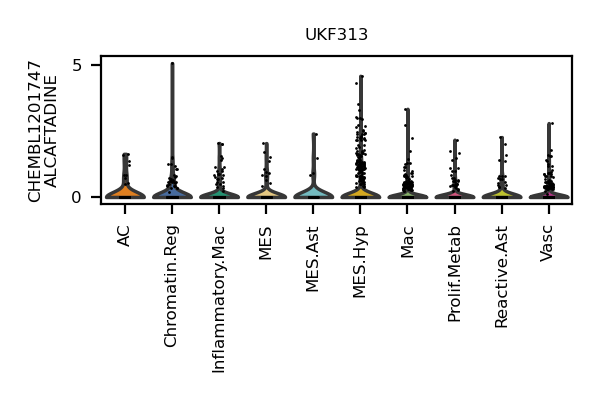 UKF313
CHEMBL1201747
ALCAFTADINE
5
0
AC
Chromatin.Reg
Inflammatory.Mac
MES
MES.Ast
MES.Hyp
Mac
Prolif.Metab
Reactive.Ast
Vasc